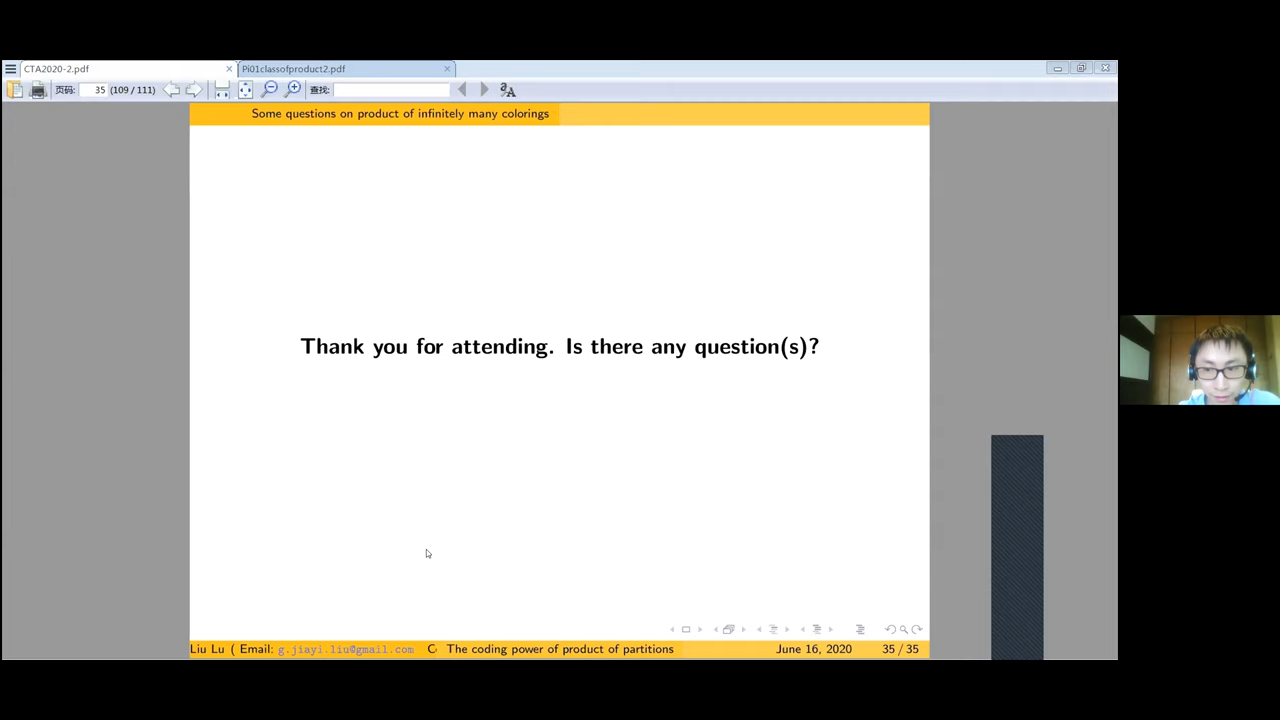 CTA2020-2.pdf
Pi01classofproduct2.pdf
页码: 35 (109 / 111) 查找:
Some questions on product of infinitely many colorings
Thank you for attending. Is there any question(s)?
Liu Lu ( Email: g.jiayi.liu@gmail.com C The coding power of product of partitions June 16, 2020 35 / 35